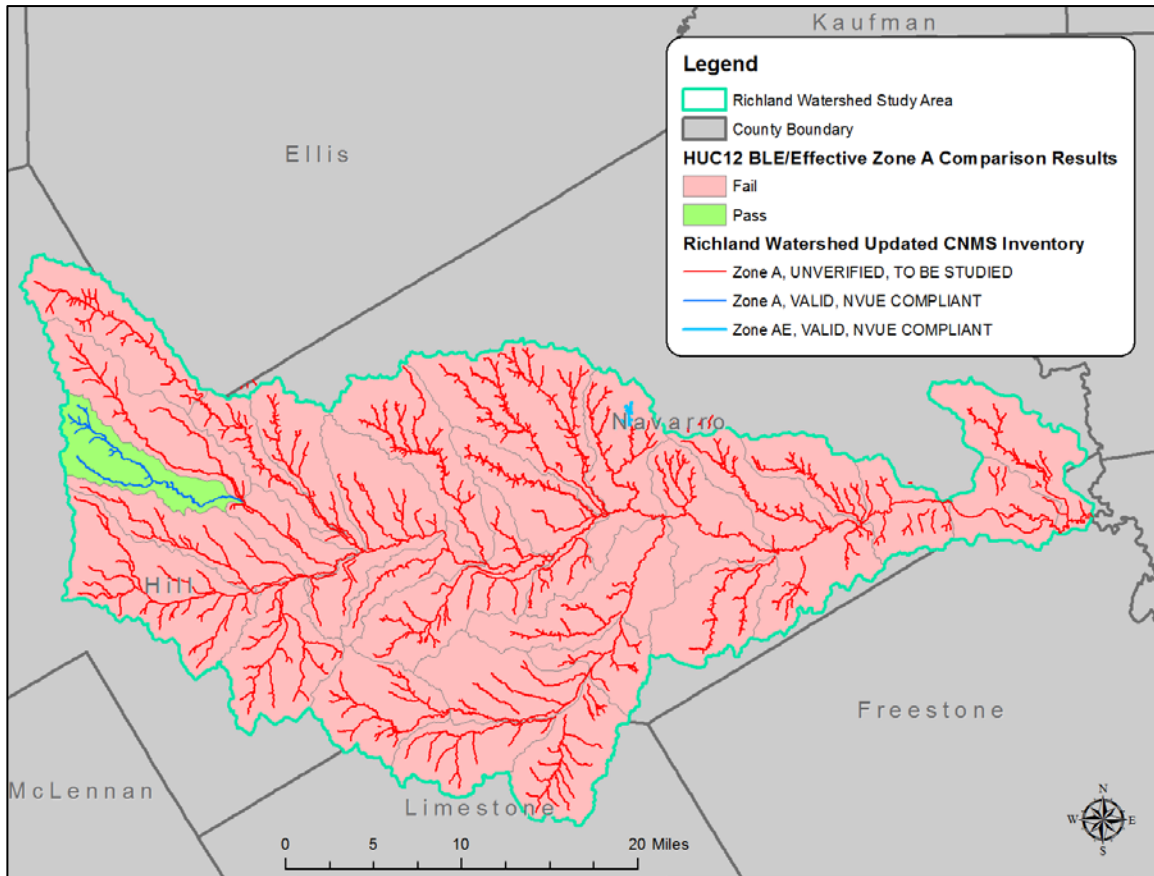 Kaufman
Legend
Richland Watershed Study Area
County Boundary
HUC12 BLE/Effective Zone A Comparison Results
Fail
Pass
Richland Watershed Updated CNMS Inventory
Zone A, UNVERIFIED, TO BE STUDIED
Zone A, VALID, NVUE COMPLIANT
Zone AE, VALID, NVUE COMPLIANT
Ellis
Navarro
Hill
Freestone
McLennan
Limestone
N
W E
S
0 5 10 20 Miles